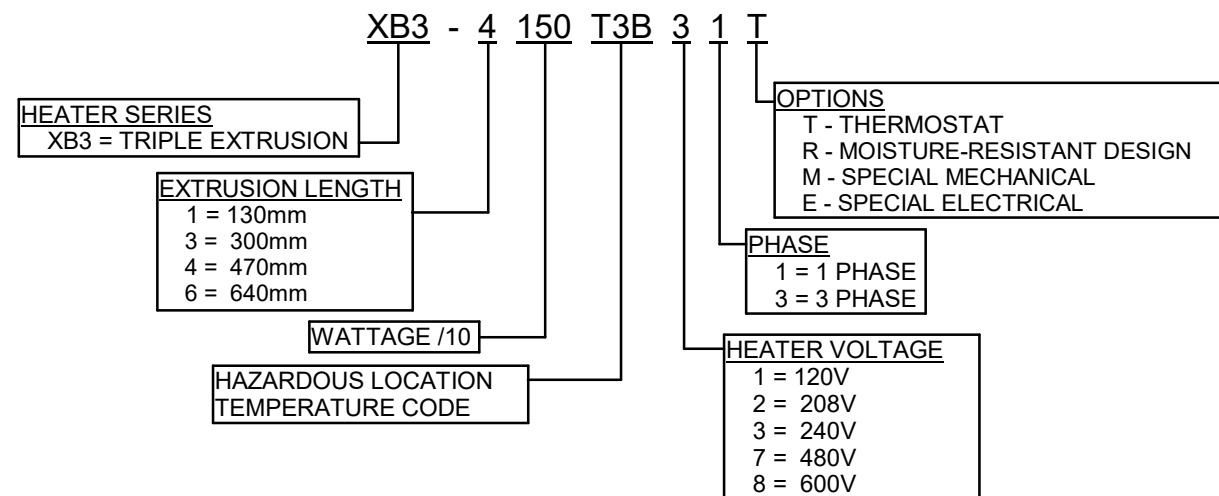 XB3 - 4 150 T3B 3 1 T
HEATER SERIES
XB3 = TRIPLE EXTRUSION
EXTRUSION LENGTH
1 = 130mm
3 = 300mm
4 = 470mm
6 = 640mm
WATTAGE /10
HAZARDOUS LOCATION
TEMPERATURE CODE
OPTIONS
T - THERMOSTAT
R - MOISTURE-RESISTANT DESIGN
M - SPECIAL MECHANICAL
E - SPECIAL ELECTRICAL
PHASE
1 = 1 PHASE
3 = 3 PHASE
HEATER VOLTAGE
1 = 120V
2 = 208V
3 = 240V
7 = 480V
8 = 600V